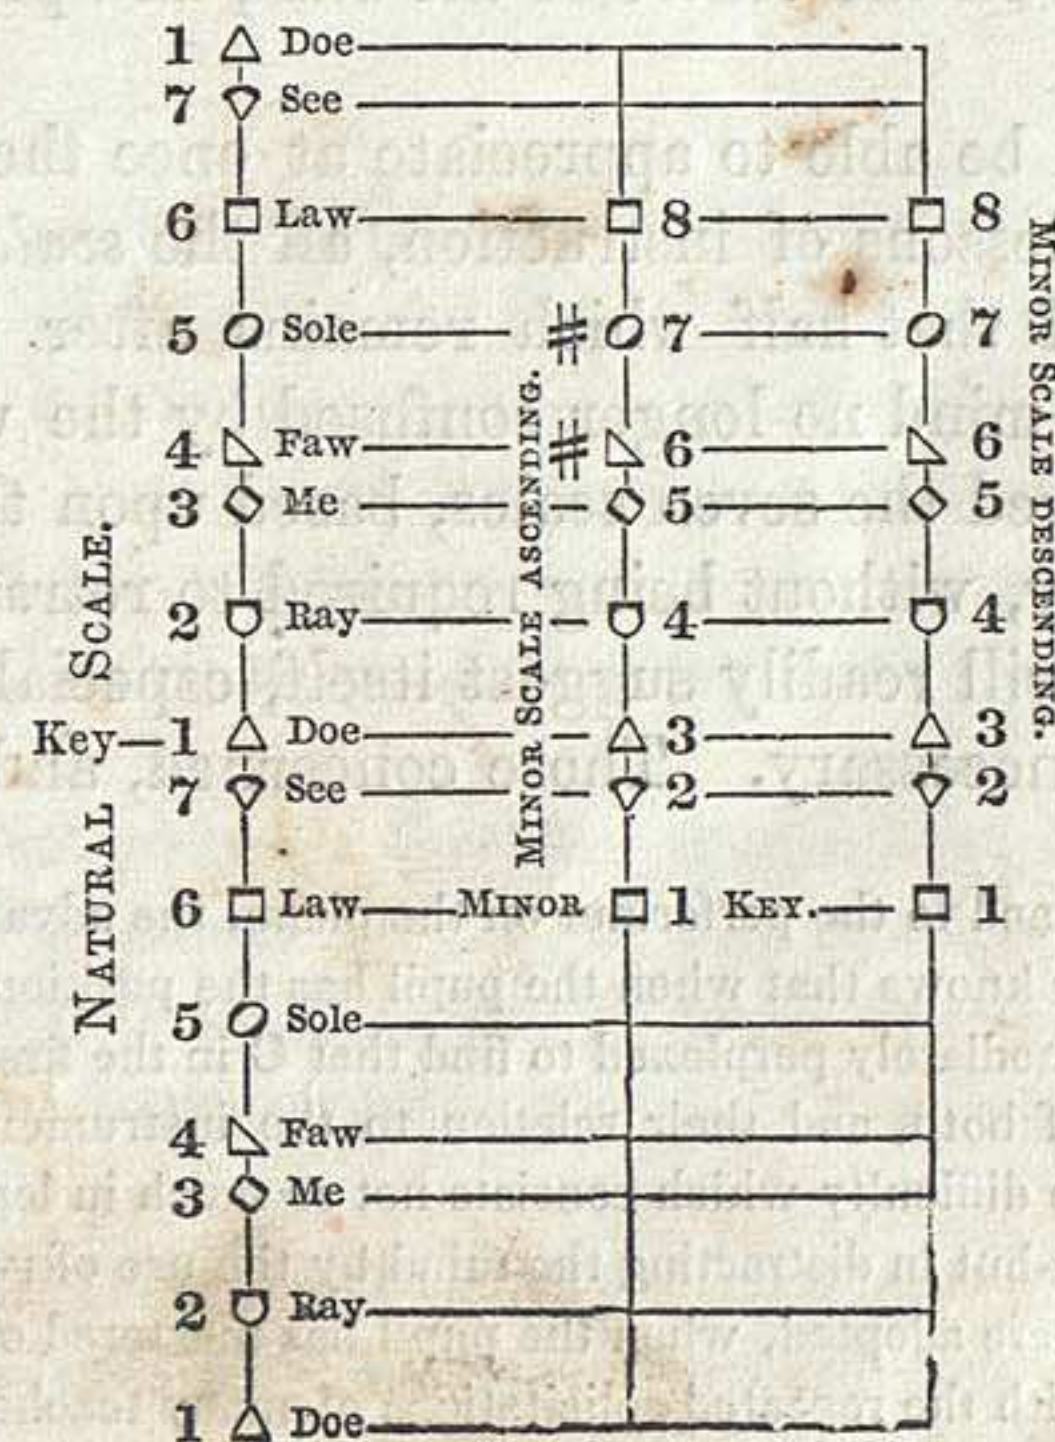 1 Doe
7 See
6 Law 8 8
5 Sole # 7 7
4 Faw # 6 6
3 Me 5 5
2 Ray 4 4
Key—1 Doe 3 3
7 See 2 2
6 Law MINOR 1 KEY. 1
5 Sole
4 Faw
3 Me
2 Ray
1 Doe
NATURAL SCALE.
MINOR SCALE ASCENDING.
MINOR SCALE DESCENDING.